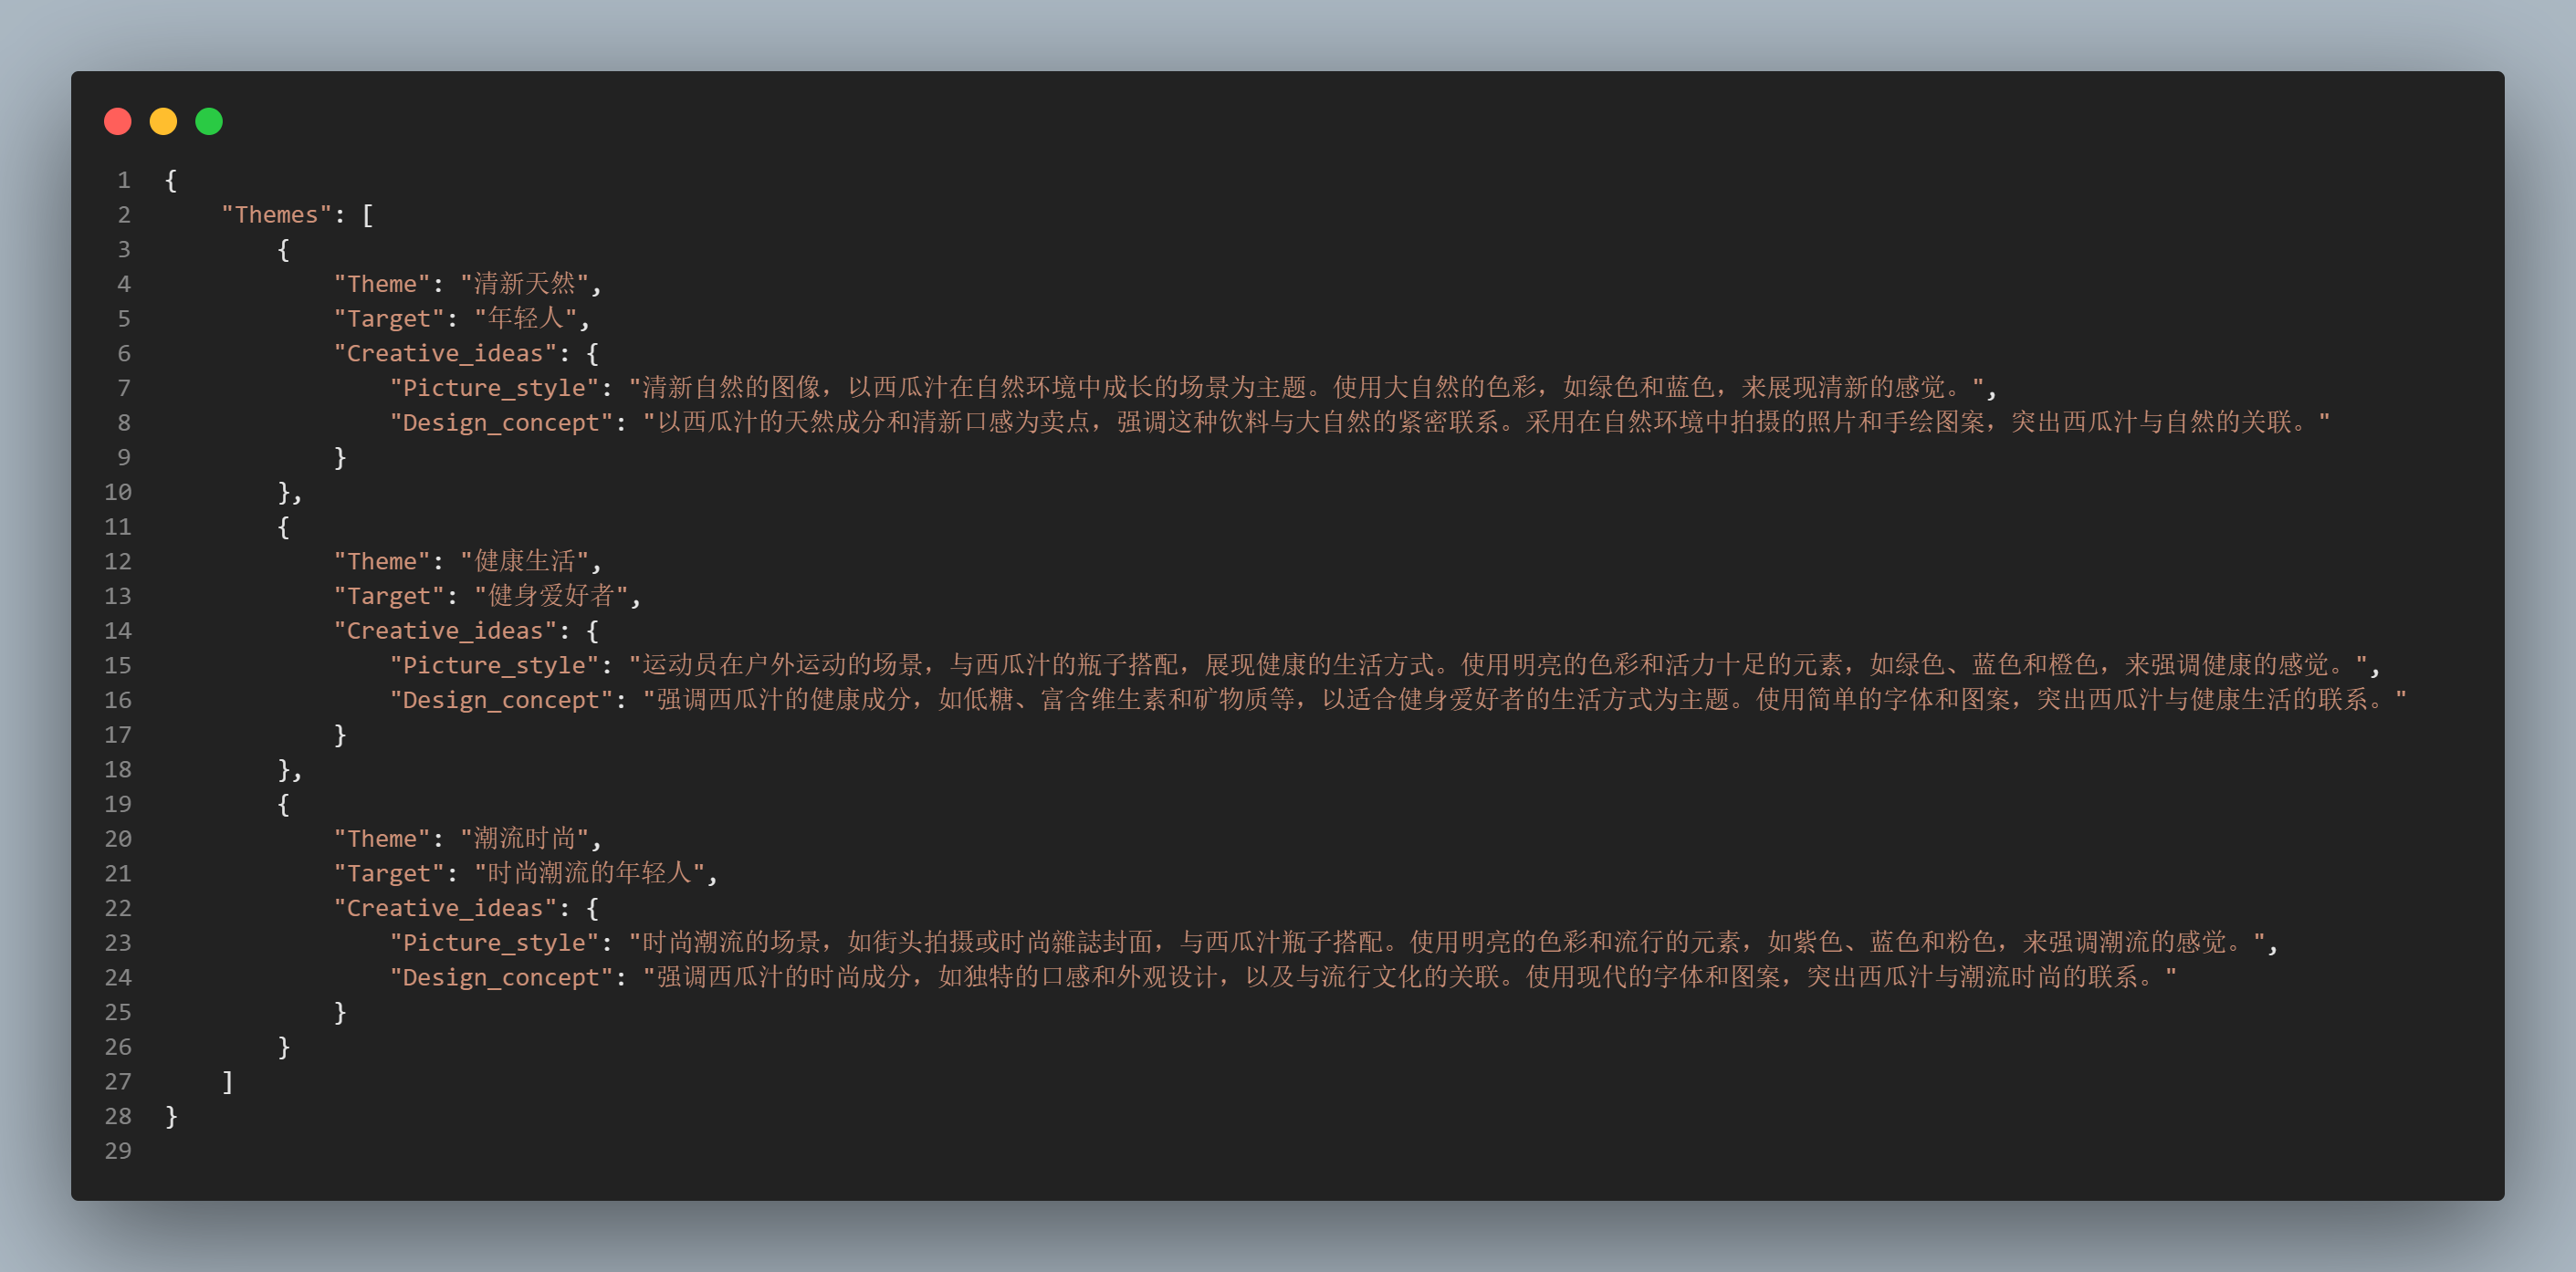 1 {
2 "Themes": [
3 {
4 "Theme": "清新天然",
5 "Target": "年轻人",
6 "Creative_ideas": {
7 "Picture_style": "清新自然的图像，以西瓜汁在自然环境中成长的场景为主题。使用大自然的色彩，如绿色和蓝色，来展现清新的感觉。",
8 "Design_concept": "以西瓜汁的天然成分和清新口感为卖点，强调这种饮料与大自然的紧密联系。采用在自然环境中拍摄的照片和手绘图案，突出西瓜汁与自然的关联。"
9 }
10 },
11 {
12 "Theme": "健康生活",
13 "Target": "健身爱好者",
14 "Creative_ideas": {
15 "Picture_style": "运动员在户外运动的场景，与西瓜汁的瓶子搭配，展现健康的生活方式。使用明亮的色彩和活力十足的元素，如绿色、蓝色和橙色，来强调健康的感觉。",
16 "Design_concept": "强调西瓜汁的健康成分，如低糖、富含维生素和矿物质等，以适合健身爱好者的生活方式为主题。使用简单的字体和图案，突出西瓜汁与健康生活的联系。"
17 }
18 },
19 {
20 "Theme": "潮流时尚",
21 "Target": "时尚潮流的年轻人",
22 "Creative_ideas": {
23 "Picture_style": "时尚潮流的场景，如街头拍摄或时尚雜誌封面，与西瓜汁瓶子搭配。使用明亮的色彩和流行的元素，如紫色、蓝色和粉色，来强调潮流的感觉。",
24 "Design_concept": "强调西瓜汁的时尚成分，如独特的口感和外观设计，以及与流行文化的关联。使用现代的字体和图案，突出西瓜汁与潮流时尚的联系。"
25 }
26 }
27 ]
28 }
29